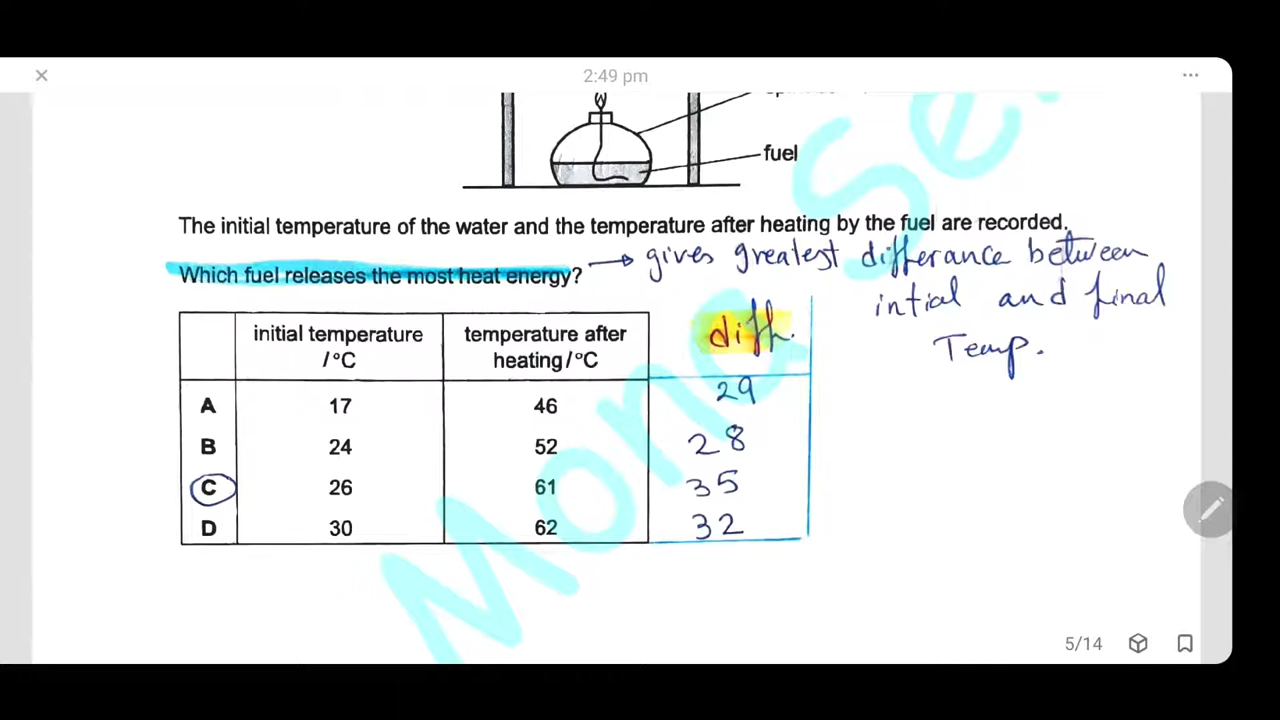 2:49 pm
fuel
The initial temperature of the water and the temperature after heating by the fuel are recorded.
Which fuel releases the most heat energy? → gives greatest differance between
intial and final
Temp.
initial temperature /°C temperature after heating/°C diff.
A 17 46 29
B 24 52 28
C 26 61 35
D 30 62 32
Mona Se
5/14